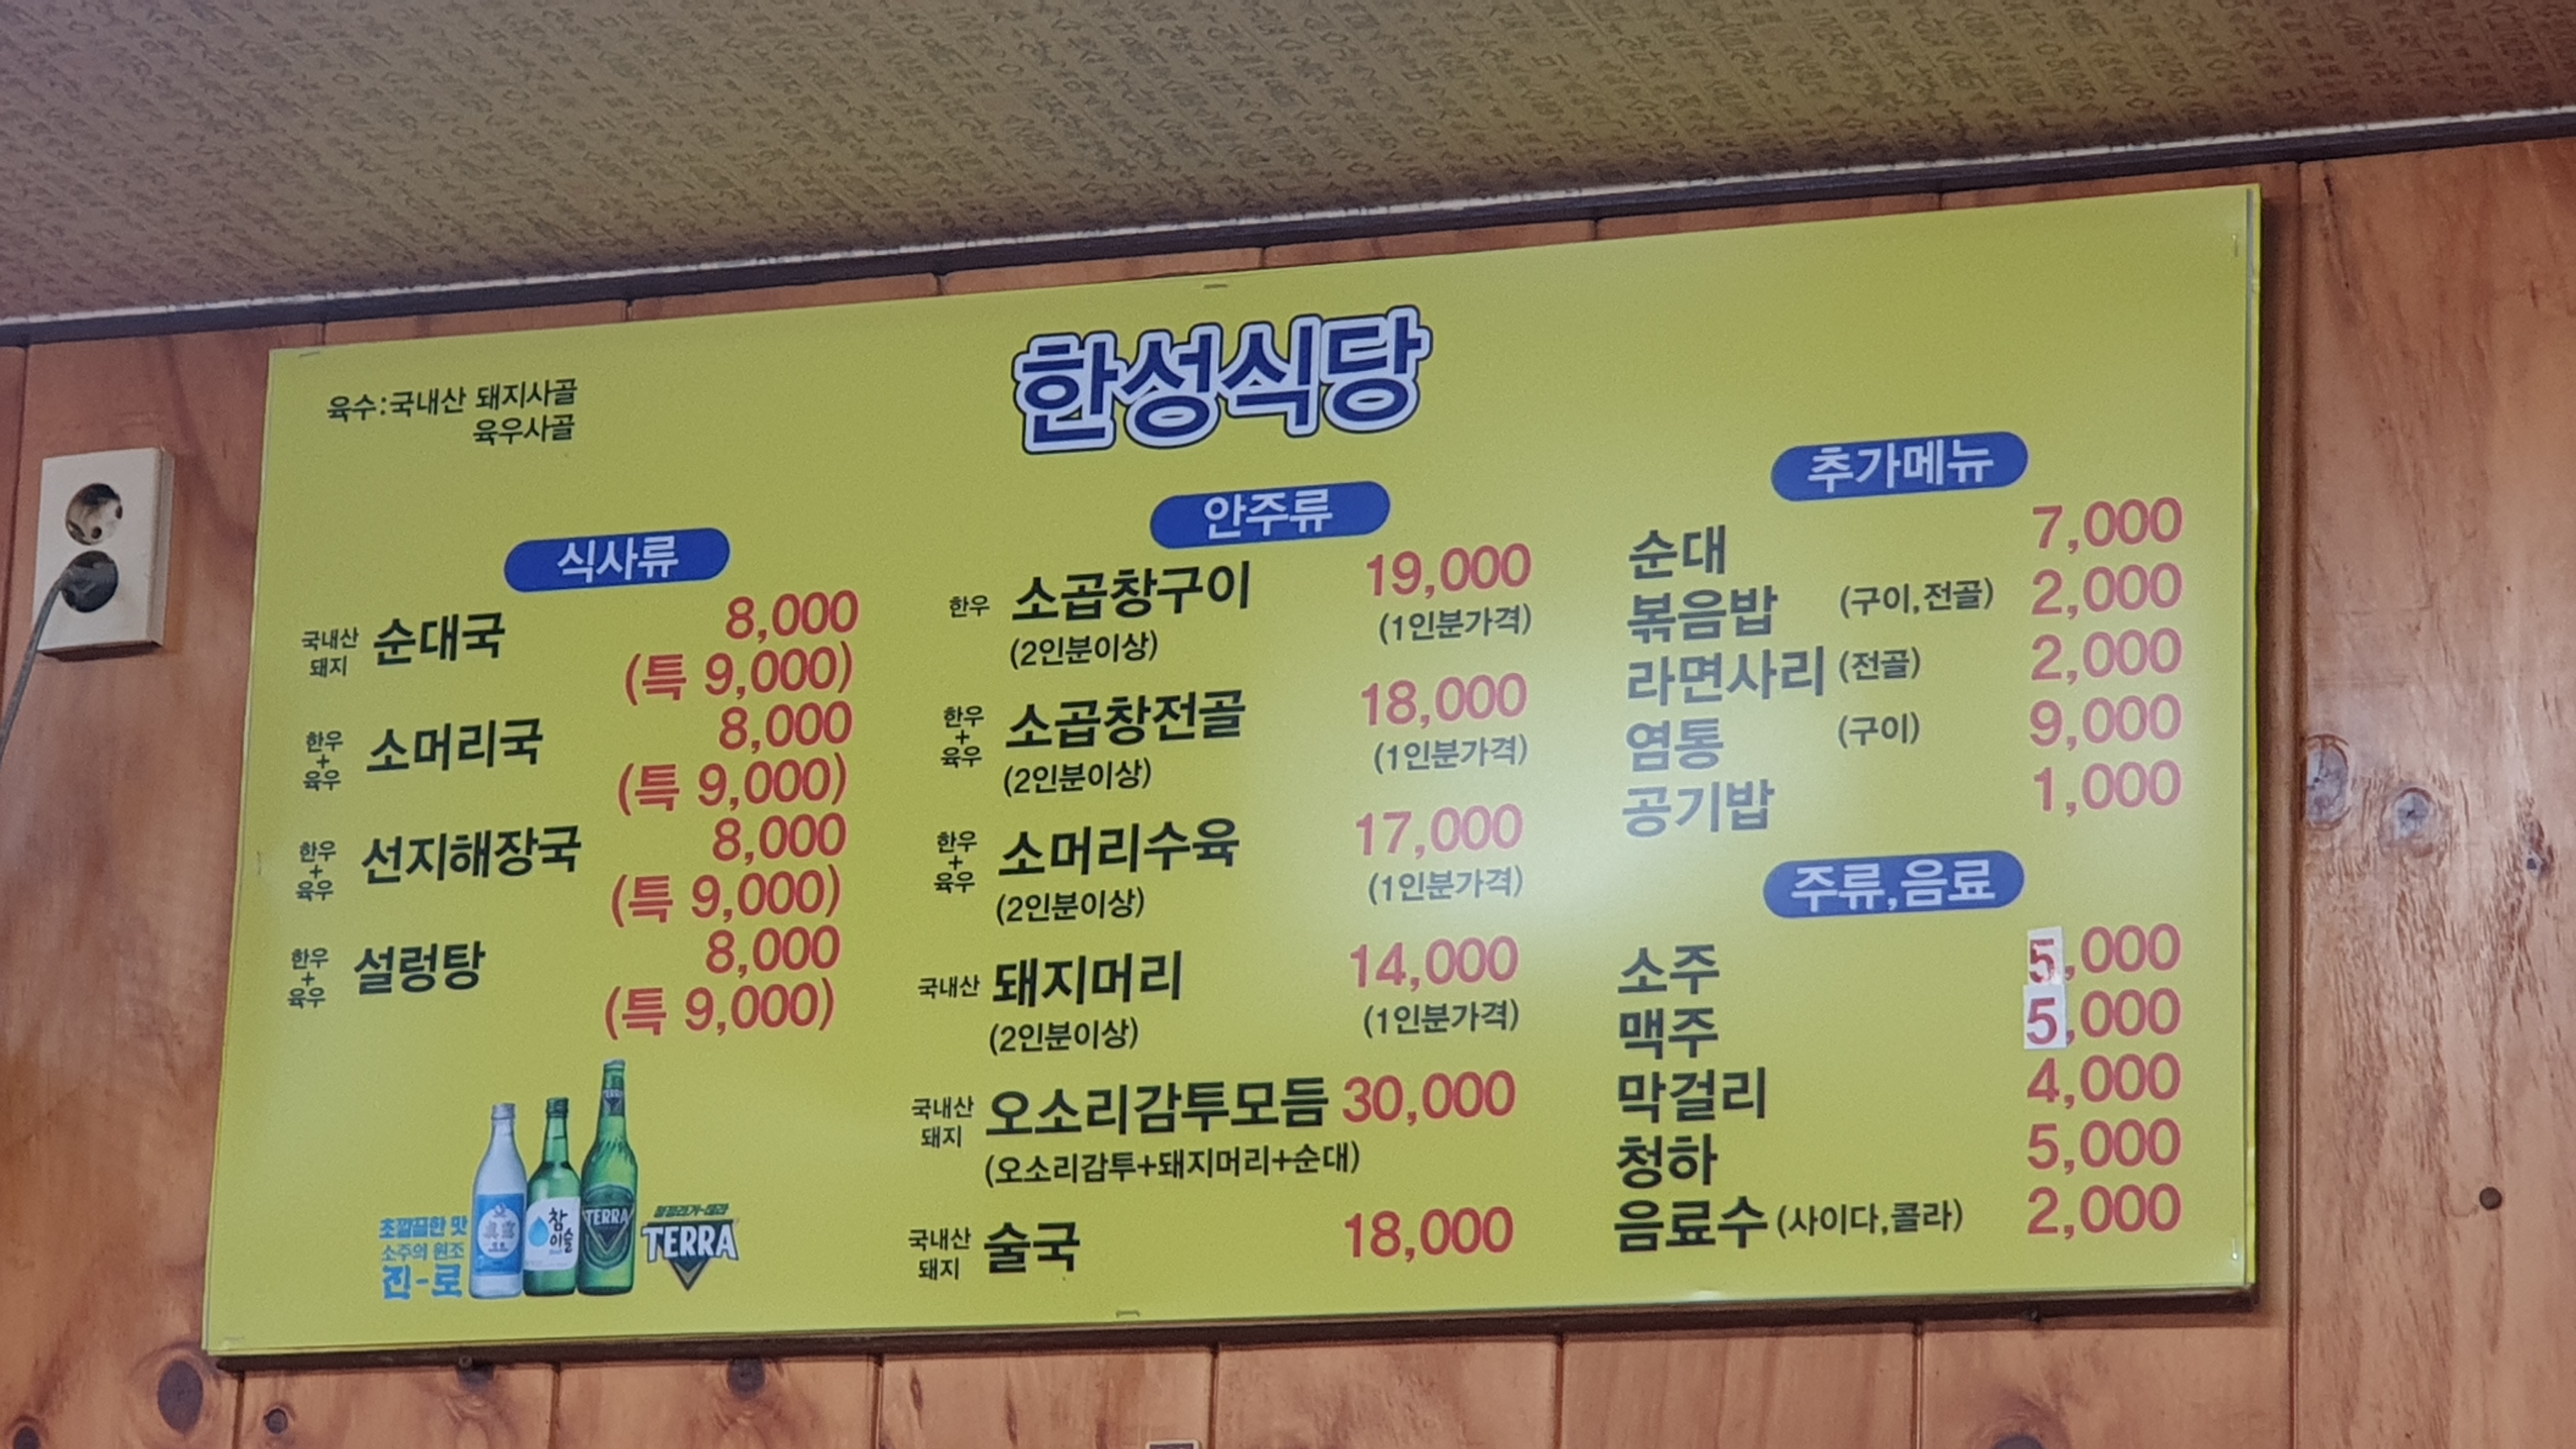 한성식당
육수:국내산 돼지사골
육우사골
식사류
국내산
돼지
순대국 8,000
(특 9,000)
한우
+
육우
소머리국 8,000
(특 9,000)
한우
+
육우
선지해장국 8,000
(특 9,000)
한우
+
육우
설렁탕 8,000
(특 9,000)
초깔끔한 맛
소주의 원조
진-로
참
이슬
TERRA
TERRA
TERRA
안주류
한우 소곱창구이 19,000
(2인분이상) (1인분가격)
한우
+
육우
소곱창전골 18,000
(2인분이상) (1인분가격)
한우
+
육우
소머리수육 17,000
(2인분이상) (1인분가격)
국내산 돼지머리 14,000
(2인분이상) (1인분가격)
국내산
돼지
오소리감투모듬 30,000
(오소리감투+돼지머리+순대)
국내산
돼지
술국 18,000
추가메뉴
순대 7,000
볶음밥 (구이,전골) 2,000
라면사리 (전골) 2,000
염통 (구이) 9,000
공기밥 1,000
주류,음료
소주 5,000
맥주 5,000
막걸리 4,000
청하 5,000
음료수 (사이다,콜라) 2,000